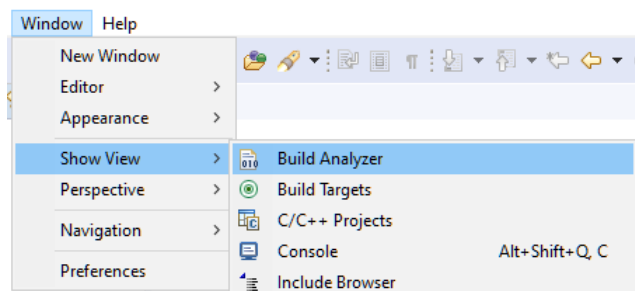 Window Help
New Window
Editor
Appearance
Show View
Build Analyzer
Perspective
Build Targets
C/C++ Projects
Navigation
Console Alt+Shift+Q, C
Preferences
Include Browser